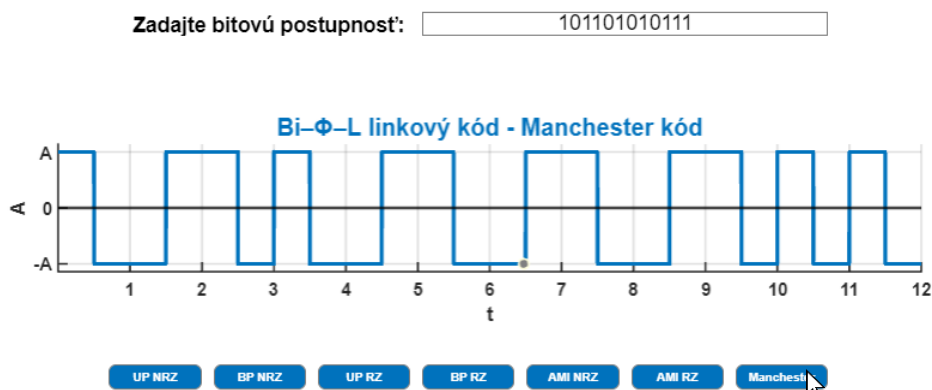 Zadajte bitovú postupnosť: 101101010111
Bi–Φ–L linkový kód - Manchester kód
A
0
-A
A
1 2 3 4 5 6 7 8 9 10 11 12
t
UP NRZ BP NRZ UP RZ BP RZ AMI NRZ AMI RZ Manchester